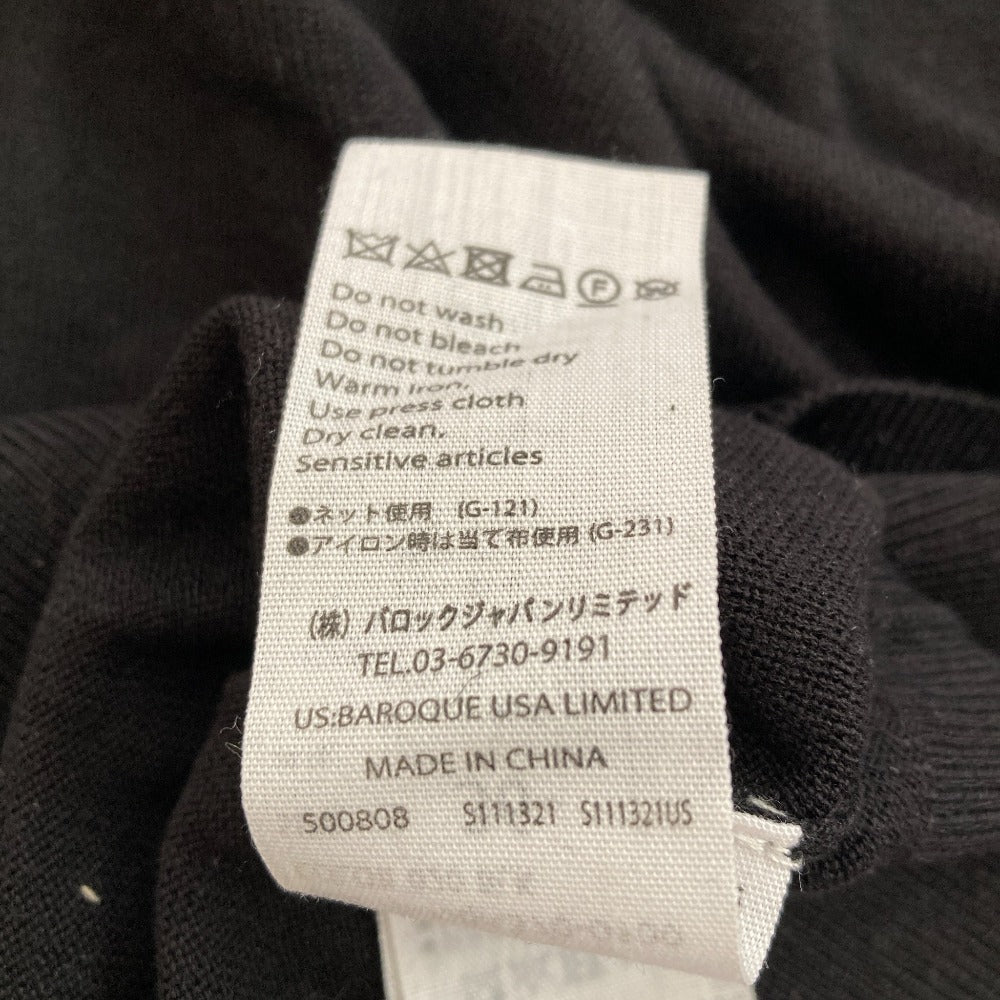 F
Do not wash
Do not bleach
Do not tumble dry
Warm iron,
Use press cloth
Dry clean,
Sensitive articles
●ネット使用 (G-121)
●アイロン時は当て布使用 (G-231)
(株) バロックジャパンリミテッド
TEL.03-6730-9191
US:BAROQUE USA LIMITED
MADE IN CHINA
500808 S111321 S111321US